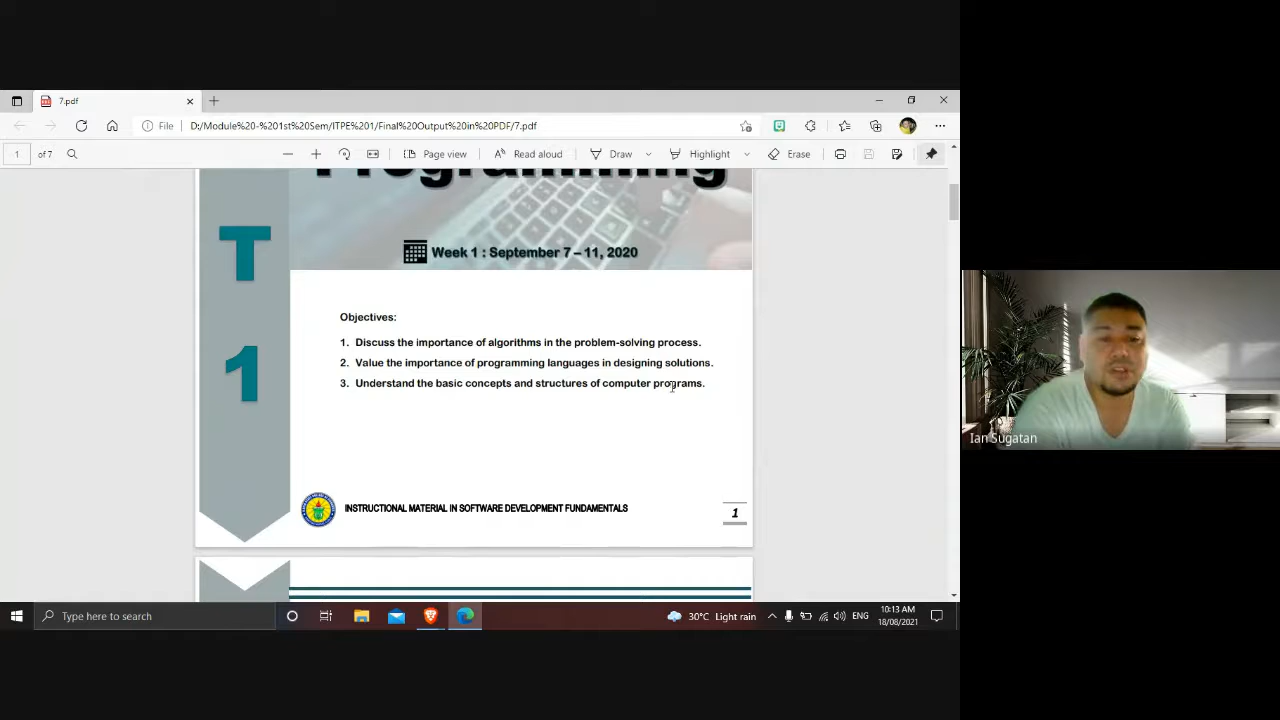 7.pdf
File
D:/Module%20-%201st%20Sem/ITPE%201/Final%20Output%20in%20PDF/7.pdf
1 of 7
Page view
Read aloud
Draw
Highlight
Erase
Programming
T
1
Week 1 : September 7 – 11, 2020
Objectives:
1. Discuss the importance of algorithms in the problem-solving process.
2. Value the importance of programming languages in designing solutions.
3. Understand the basic concepts and structures of computer programs.
INSTRUCTIONAL MATERIAL IN SOFTWARE DEVELOPMENT FUNDAMENTALS
1
Ian Sugatan
Type here to search
30°C Light rain
ENG
10:13 AM
18/08/2021